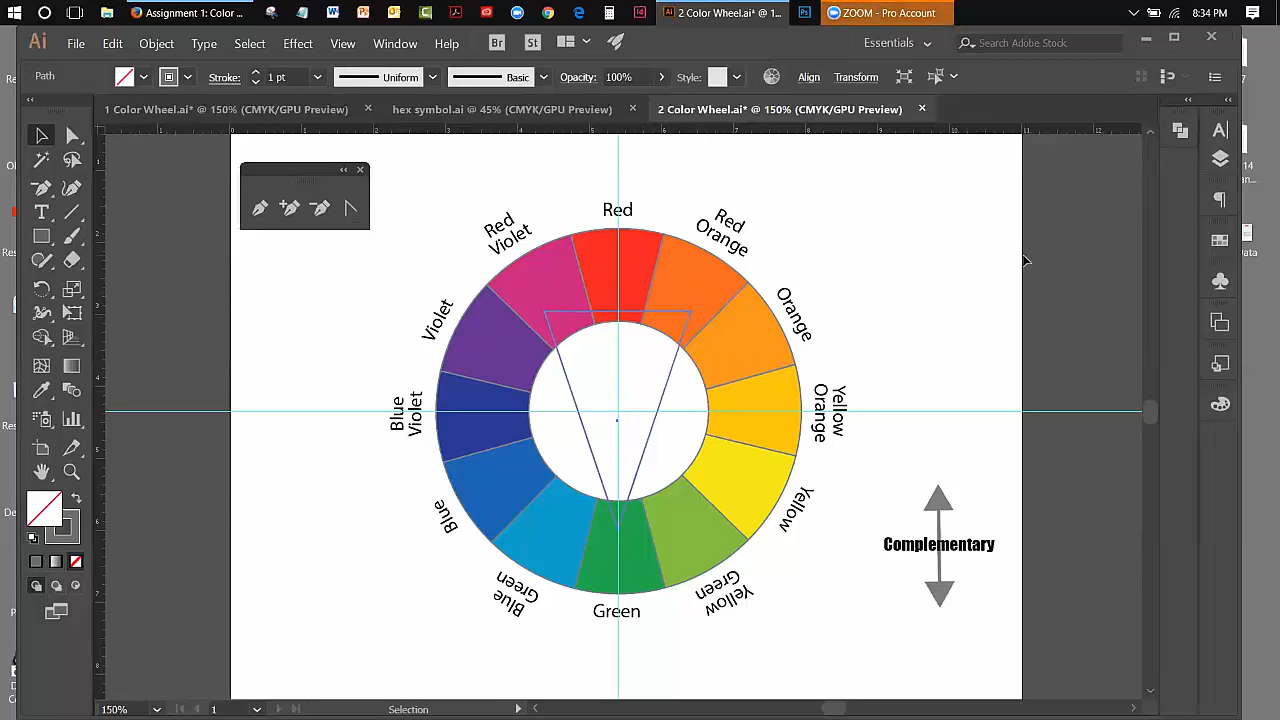 Assignment 1: Color ...
2 Color Wheel.ai* @ 1...
ZOOM - Pro Account
8:34 PM
Ai
File
Edit
Object
Type
Select
Effect
View
Window
Help
Br
St
Essentials
Search Adobe Stock
Path
Stroke:
1 pt
Uniform
Basic
Opacity:
100%
Style:
Align
Transform
1 Color Wheel.ai* @ 150% (CMYK/GPU Preview)
hex symbol.ai @ 45% (CMYK/GPU Preview)
2 Color Wheel.ai* @ 150% (CMYK/GPU Preview)
Red
Red
Orange
Orange
Yellow
Orange
Yellow
Yellow
Green
Green
Blue
Green
Blue
Blue
Violet
Violet
Red
Violet
Complementary
150%
1
Selection